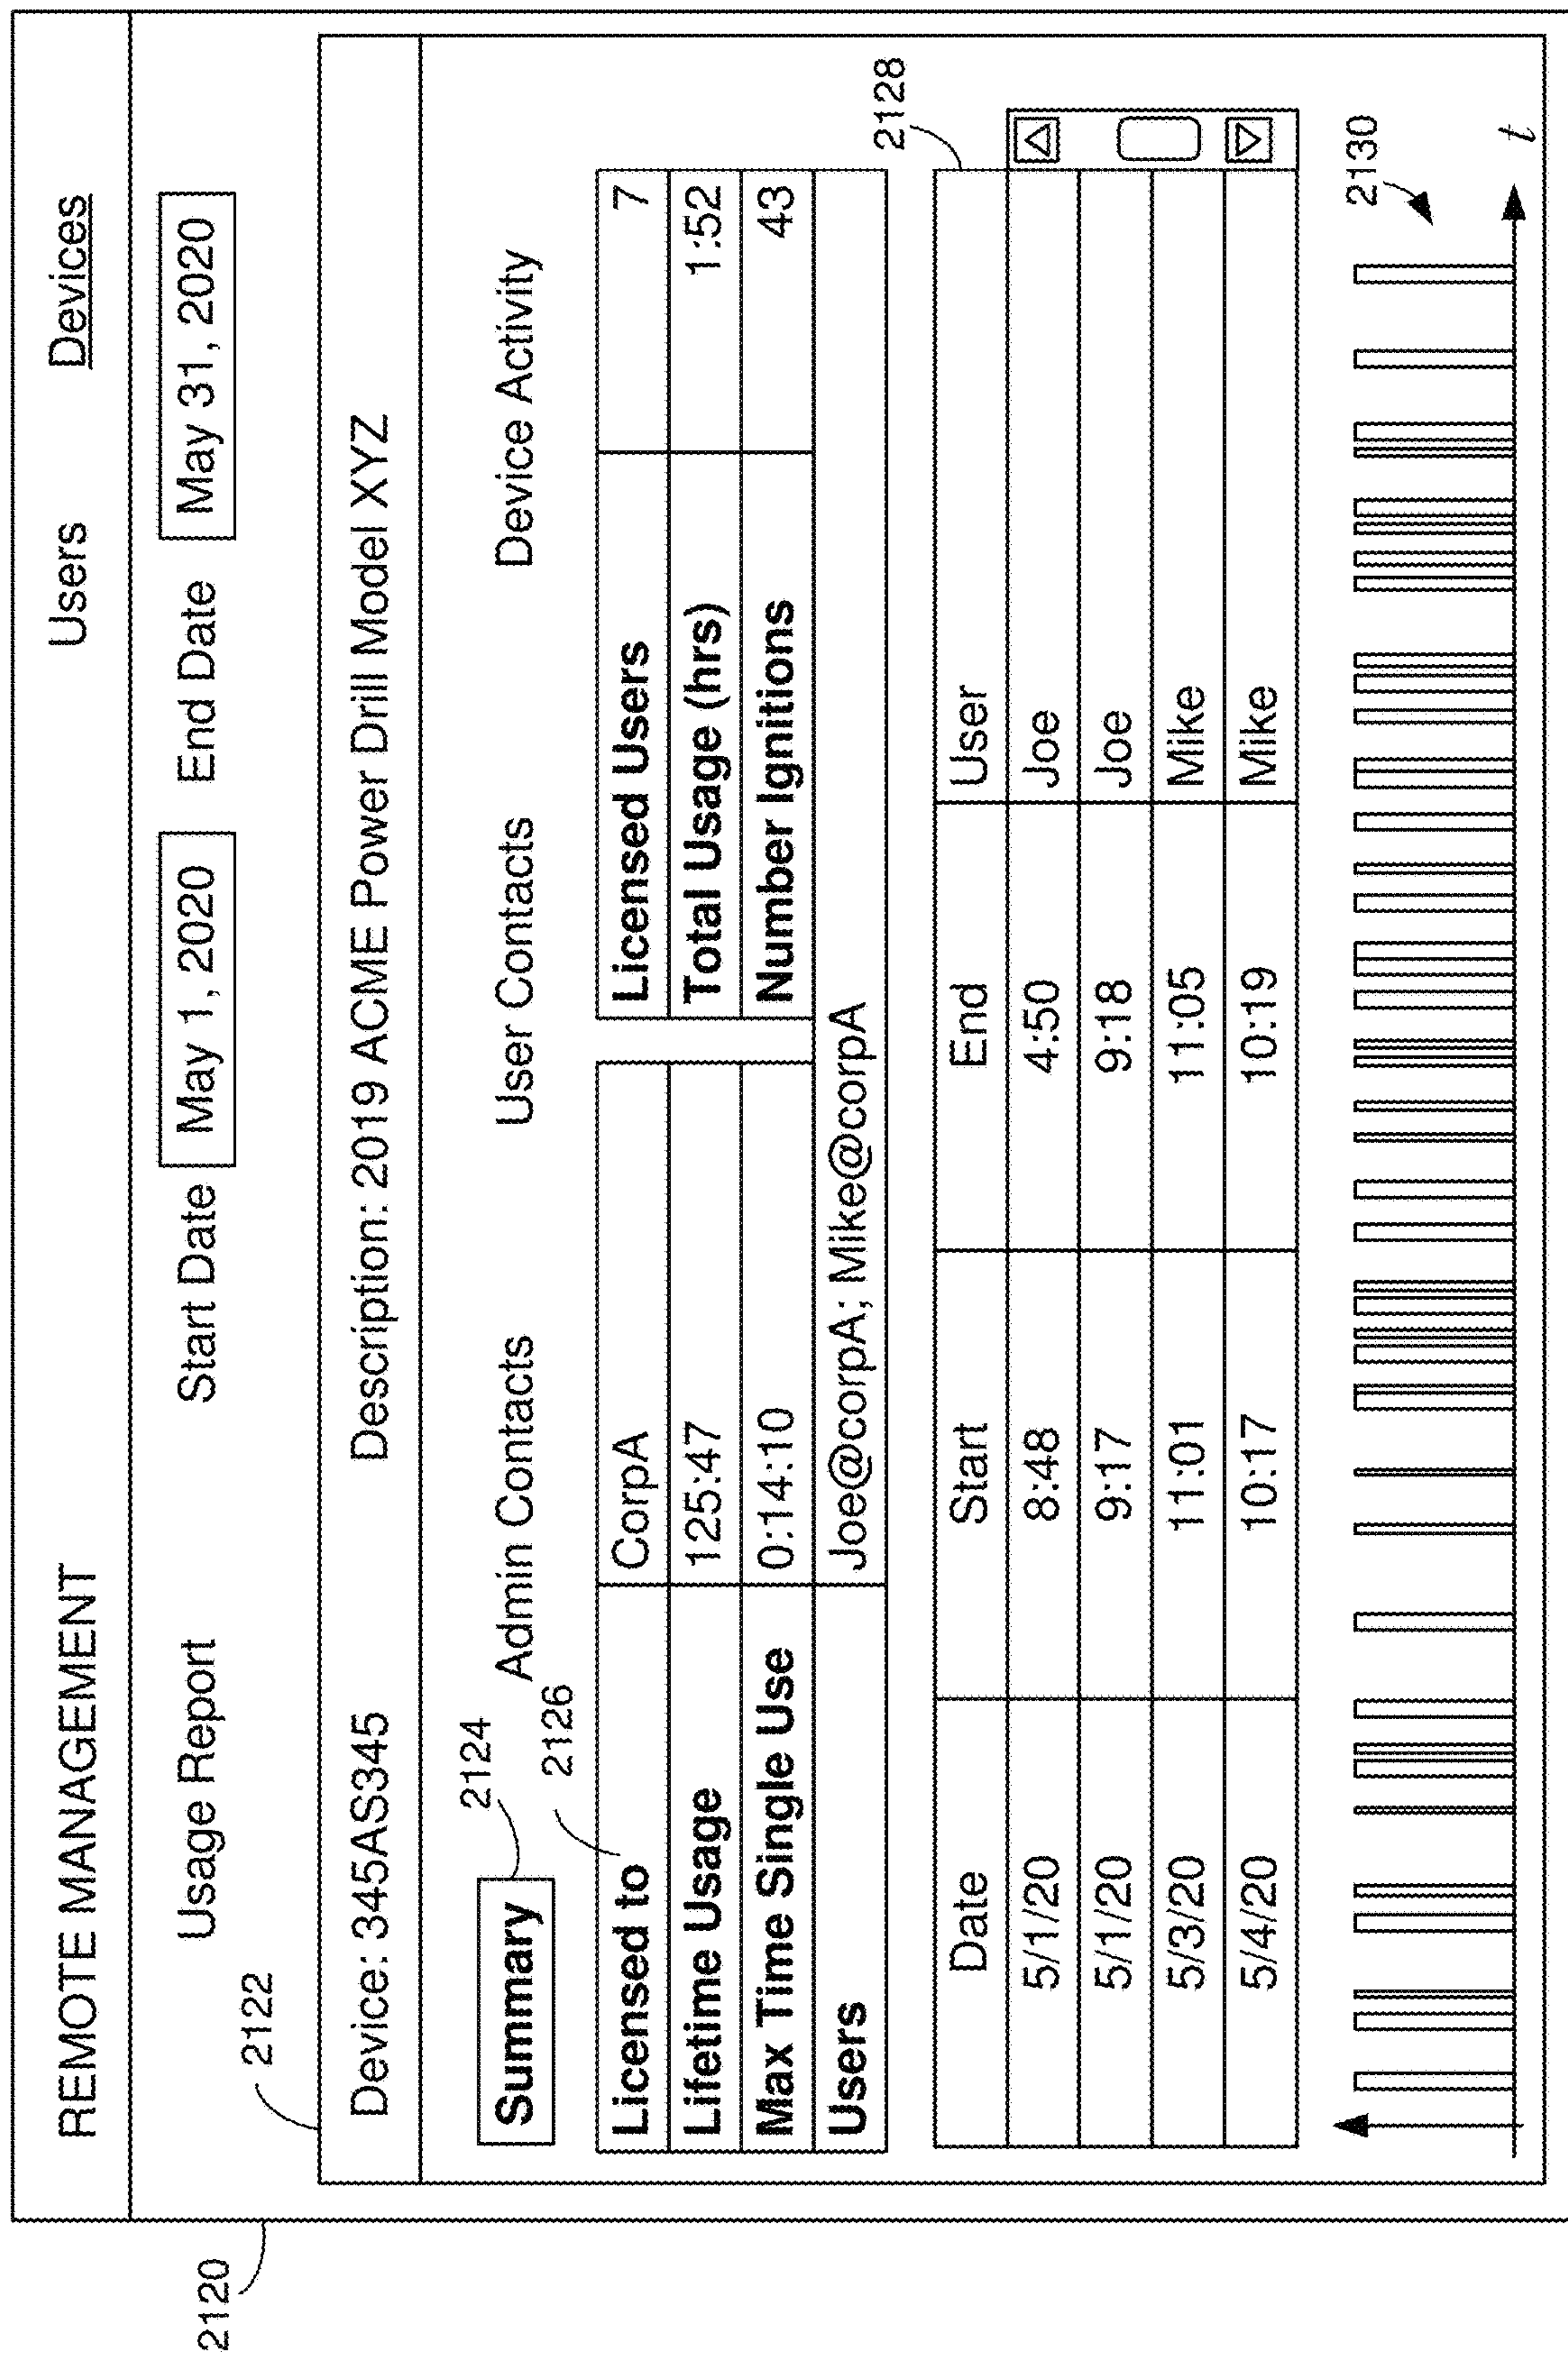 REMOTE MANAGEMENT Users Devices
2120
Usage Report Start Date May 1, 2020 End Date May 31, 2020
2122
Device: 345AS345 Description: 2019 ACME Power Drill Model XYZ
2124
Summary Admin Contacts User Contacts Device Activity
2126
Licensed to CorpA Licensed Users 7
Lifetime Usage 125:47 Total Usage (hrs) 1:52
Max Time Single Use 0:14:10 Number Ignitions 43
Users Joe@corpA; Mike@corpA
2128
Date Start End User
5/1/20 8:48 4:50 Joe
5/1/20 9:17 9:18 Joe
5/3/20 11:01 11:05 Mike
5/4/20 10:17 10:19 Mike
2130
t